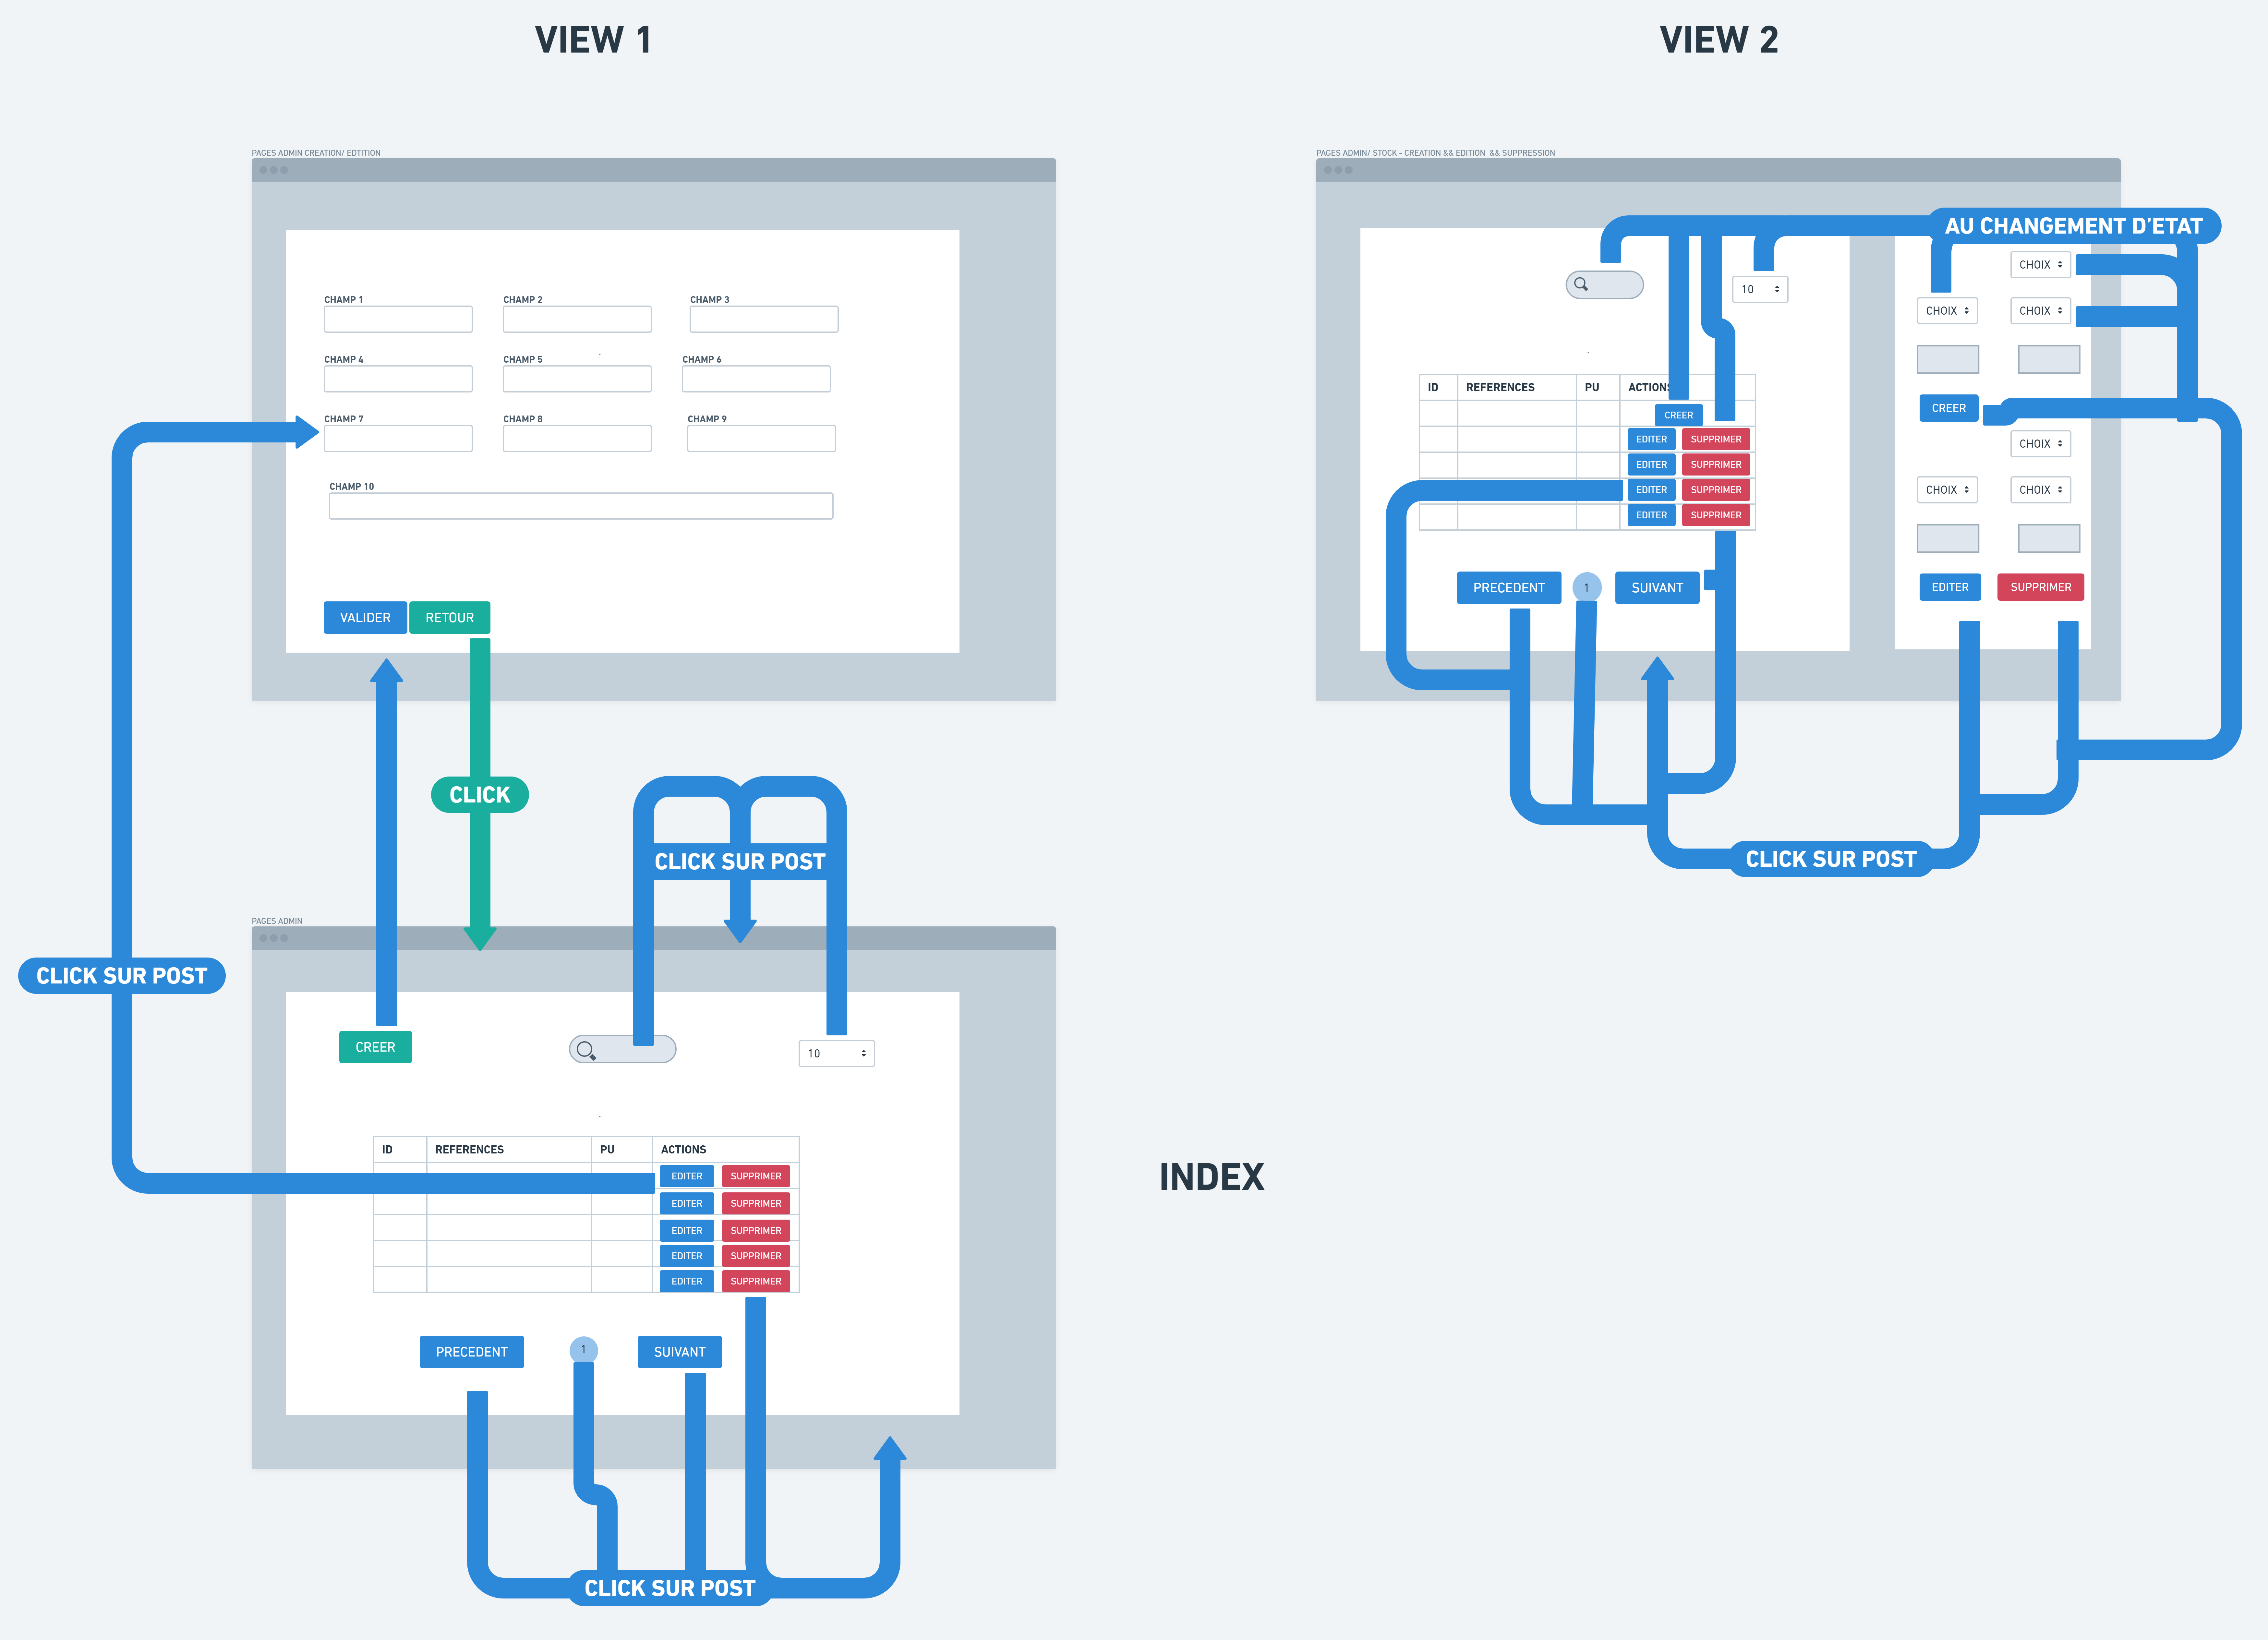 VIEW 1
VIEW 2
PAGES ADMIN CREATION/ EDTITION
CHAMP 1
CHAMP 2
CHAMP 3
CHAMP 4
CHAMP 5
CHAMP 6
CHAMP 7
CHAMP 8
CHAMP 9
CHAMP 10
VALIDER
RETOUR
PAGES ADMIN/ STOCK - CREATION && EDITION && SUPPRESSION
AU CHANGEMENT D'ETAT
10
ID REFERENCES PU ACTIONS
CREER
EDITER SUPPRIMER
EDITER SUPPRIMER
EDITER SUPPRIMER
EDITER SUPPRIMER
PRECEDENT 1 SUIVANT
CHOIX
CHOIX CHOIX
CREER
CHOIX
CHOIX CHOIX
EDITER SUPPRIMER
CLICK SUR POST
CLICK
CLICK SUR POST
CLICK SUR POST
PAGES ADMIN
CREER
10
ID REFERENCES PU ACTIONS
EDITER SUPPRIMER
EDITER SUPPRIMER
EDITER SUPPRIMER
EDITER SUPPRIMER
EDITER SUPPRIMER
PRECEDENT 1 SUIVANT
CLICK SUR POST
INDEX